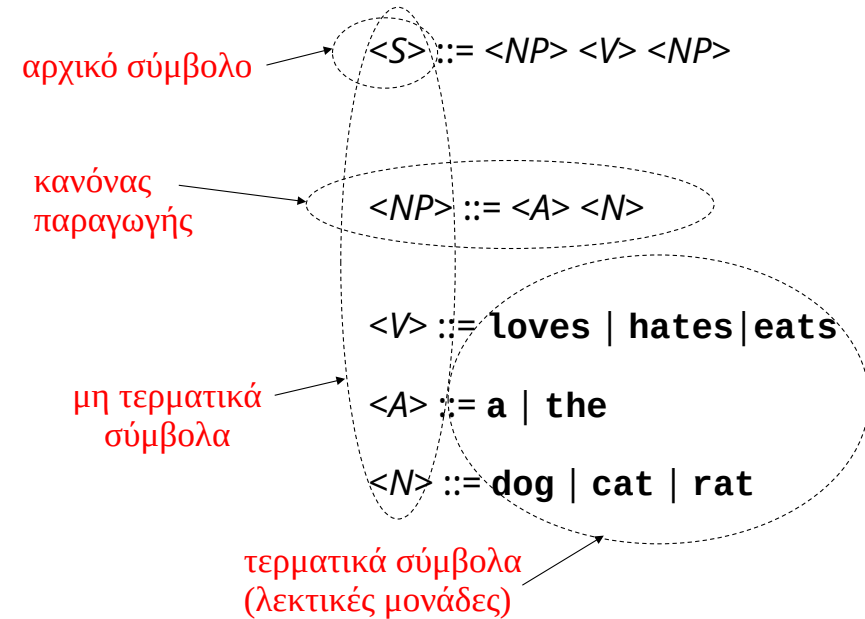 <S> ::= <NP> <V> <NP>
αρχικό σύμβολο
κανόνας
παραγωγής
<NP> ::= <A> <N>
<V> ::= loves | hates|eats
μη τερματικά
σύμβολα
<A> ::= a | the
<N> ::= dog | cat | rat
τερματικά σύμβολα
(λεκτικές μονάδες)